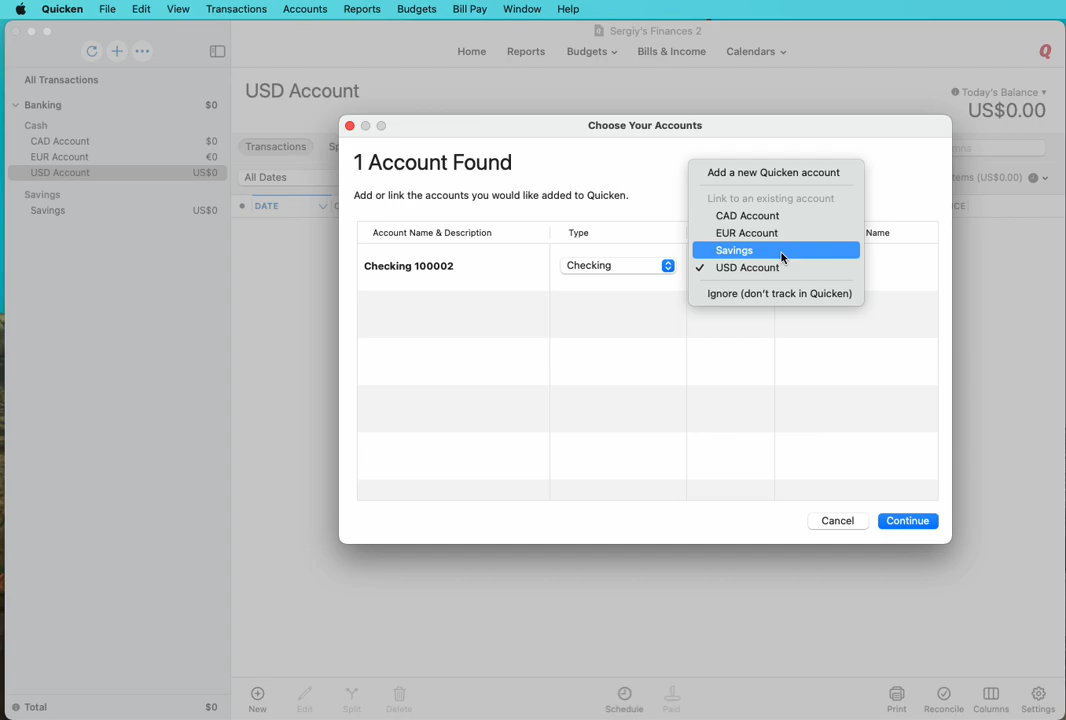 Quicken File Edit View Transactions Accounts Reports Budgets Bill Pay Window Help
Sergiy's Finances 2
Home Reports Budgets Bills & Income Calendars
All Transactions
Banking $0
Cash
CAD Account $0
EUR Account €0
USD Account US$0
Savings
Savings US$0
Total $0
USD Account
Today's Balance
US$0.00
Transactions
All Dates
(US$0.00)
DATE
Choose Your Accounts
1 Account Found
Add or link the accounts you would like added to Quicken.
Account Name & Description Type Name
Checking 100002 Checking
Add a new Quicken account
Link to an existing account
CAD Account
EUR Account
Savings
USD Account
Ignore (don't track in Quicken)
Cancel Continue
New Edit Split Delete Schedule Paid Print Reconcile Columns Settings